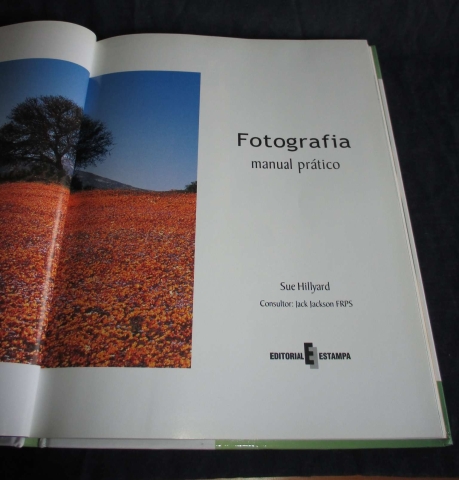 Fotografia
manual prático
Sue Hillyard
Consultor: Jack Jackson FRPS
EDITORIAL E ESTAMPA